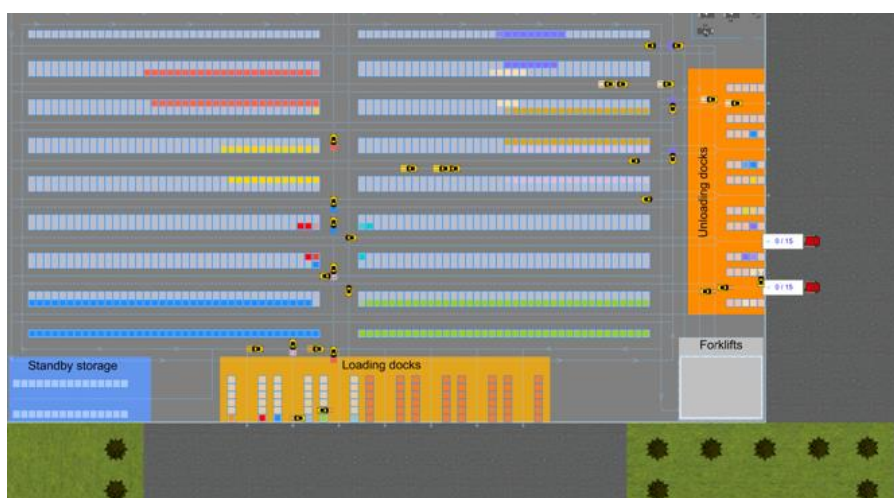 Unloading docks
0 / 15
0 / 15
Forklifts
Standby storage
Loading docks